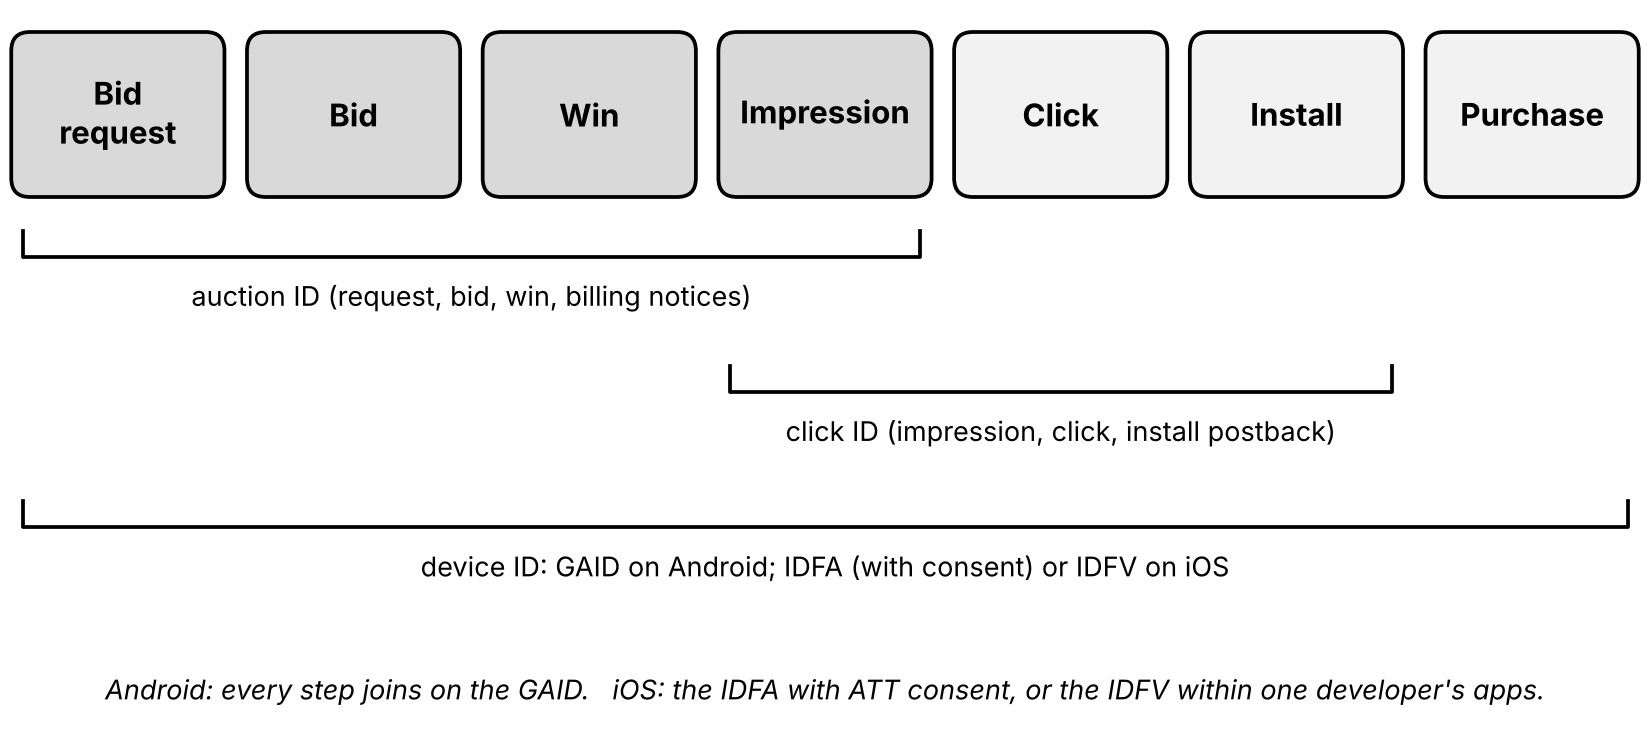 Bid
request
Bid
Win
Impression
Click
Install
Purchase
auction ID (request, bid, win, billing notices)
click ID (impression, click, install postback)
device ID: GAID on Android; IDFA (with consent) or IDFV on iOS
Android: every step joins on the GAID.   iOS: the IDFA with ATT consent, or the IDFV within one developer's apps.